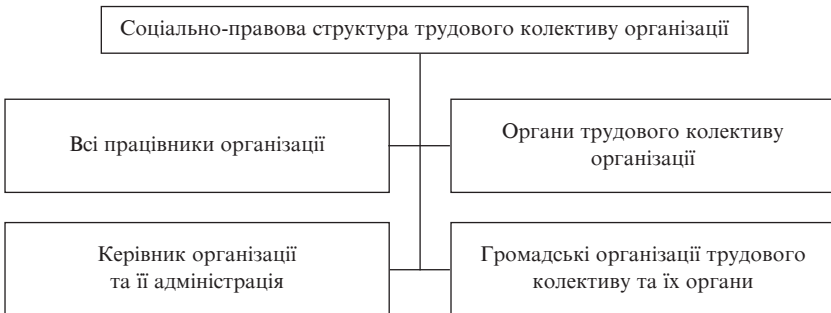 Соціально-правова структура трудового колективу організації
Всі працівники організації
Органи трудового колективу
організації
Керівник організації
та її адміністрація
Громадські організації трудового
колективу та їх органи